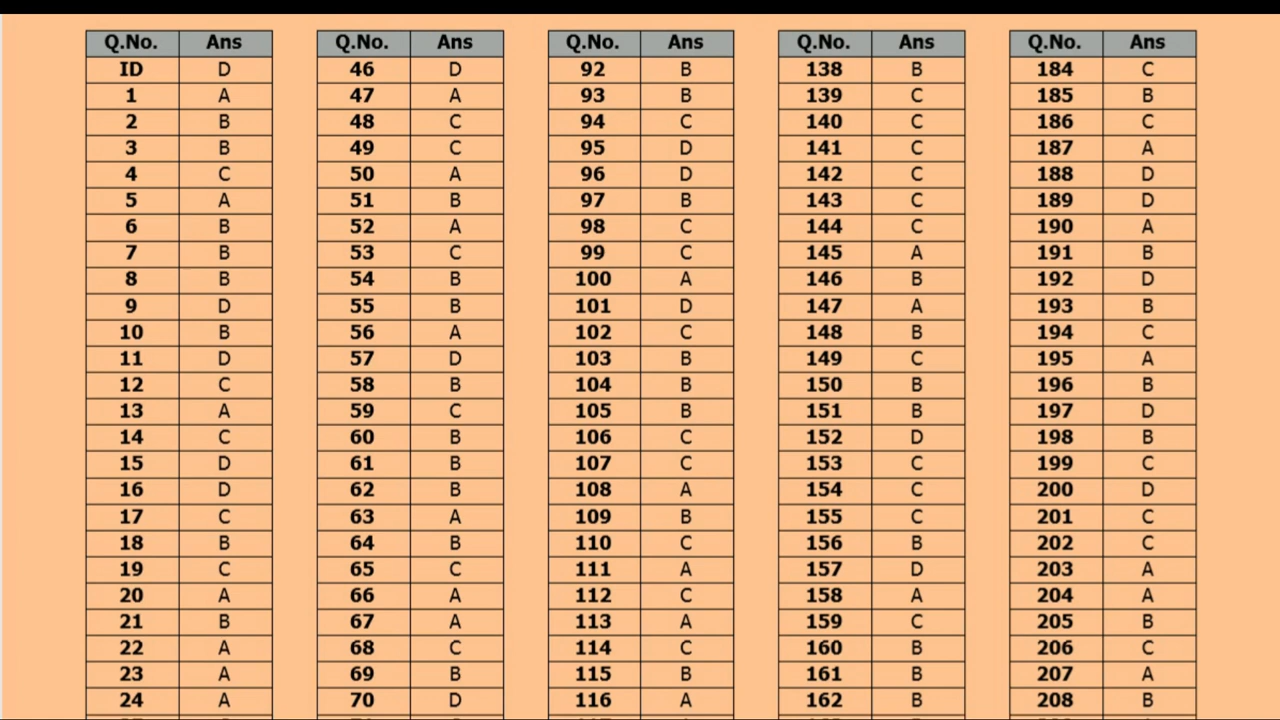 Q.No. Ans Q.No. Ans Q.No. Ans Q.No. Ans Q.No. Ans
ID D 46 D 92 B 138 B 184 C
1 A 47 A 93 B 139 C 185 B
2 B 48 C 94 C 140 C 186 C
3 B 49 C 95 D 141 C 187 A
4 C 50 A 96 D 142 C 188 D
5 A 51 B 97 B 143 C 189 D
6 B 52 A 98 C 144 C 190 A
7 B 53 C 99 C 145 A 191 B
8 B 54 B 100 A 146 B 192 D
9 D 55 B 101 D 147 A 193 B
10 B 56 A 102 C 148 B 194 C
11 D 57 D 103 B 149 C 195 A
12 C 58 B 104 B 150 B 196 B
13 A 59 C 105 B 151 B 197 D
14 C 60 B 106 C 152 D 198 B
15 D 61 B 107 C 153 C 199 C
16 D 62 B 108 A 154 C 200 D
17 C 63 A 109 B 155 C 201 C
18 B 64 B 110 C 156 B 202 C
19 C 65 C 111 A 157 D 203 A
20 A 66 A 112 C 158 A 204 A
21 B 67 A 113 A 159 C 205 B
22 A 68 C 114 C 160 B 206 C
23 A 69 B 115 B 161 B 207 A
24 A 70 D 116 A 162 B 208 B